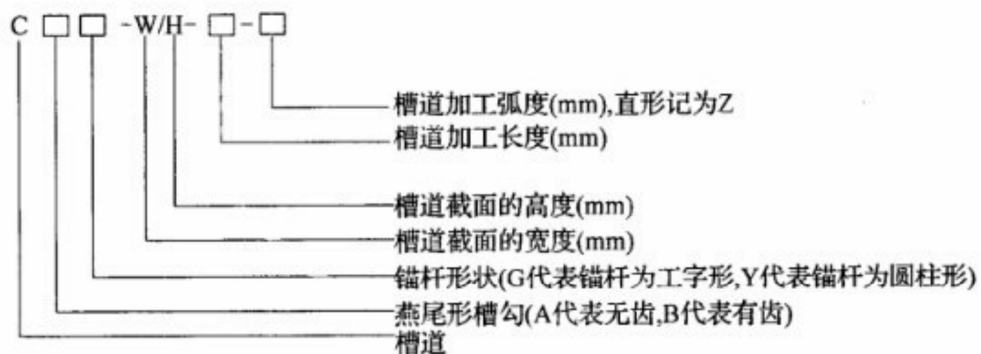 C □ □ -W/H- □ - □
槽道加工弧度(mm),直形记为Z
槽道加工长度(mm)
槽道截面的高度(mm)
槽道截面的宽度(mm)
锚杆形状(G代表锚杆为工字形,Y代表锚杆为圆柱形)
燕尾形槽勾(A代表无齿,B代表有齿)
槽道